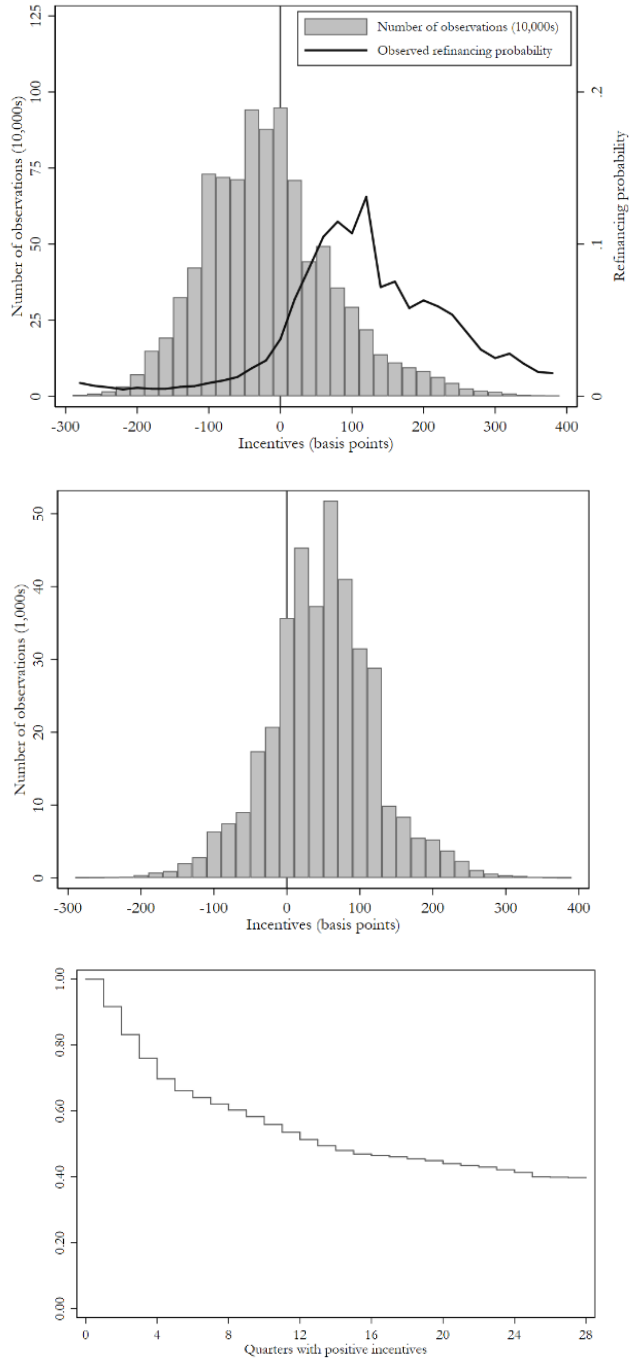 Number of observations (10,000s)
Observed refinancing probability
Number of observations (10,000s)
125
100
75
50
25
0
Refinancing probability
.2
.1
0
-300 -200 -100 0 100 200 300 400
Incentives (basis points)
Number of observations (1,000s)
50
40
30
20
10
0
-300 -200 -100 0 100 200 300 400
Incentives (basis points)
1.00
0.80
0.60
0.40
0.20
0.00
0 4 8 12 16 20 24 28
Quarters with positive incentives